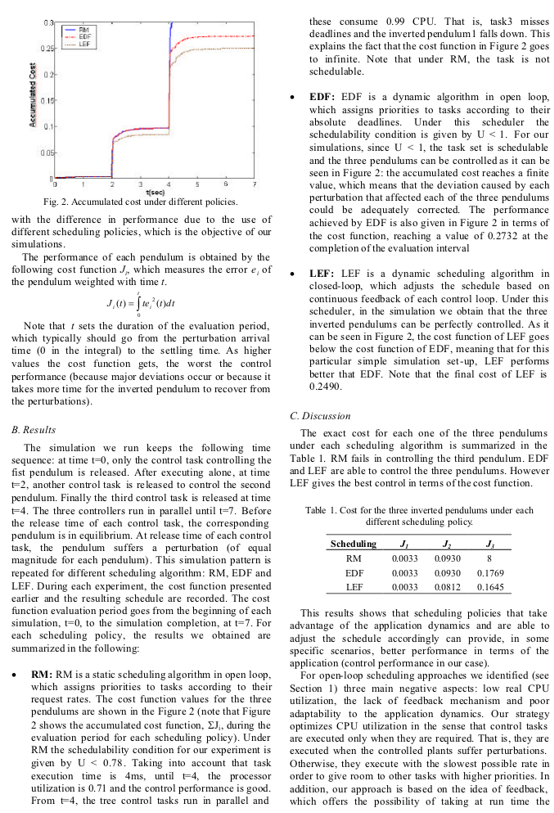 0.3
0.25
0.2
0.15
0.1
0.05
0
0
1
2
3
4
5
6
7
RM
EDF
LEF
Accumulated Cost
t(sec)
Fig. 2. Accumulated cost under different policies.
with the difference in performance due to the use of
different scheduling policies, which is the objective of our
simulations.
The performance of each pendulum is obtained by the
following cost function Ji, which measures the error ei of
the pendulum weighted with time t.
Ji(t) = ∫0t tei2(t)dt
Note that t sets the duration of the evaluation period,
which typically should go from the perturbation arrival
time (0 in the integral) to the settling time. As higher
values the cost function gets, the worst the control
performance (because major deviations occur or because it
takes more time for the inverted pendulum to recover from
the perturbations).
B. Results
The simulation we run keeps the following time
sequence: at time t=0, only the control task controlling the
fist pendulum is released. After executing alone, at time
t=2, another control task is released to control the second
pendulum. Finally the third control task is released at time
t=4. The three controllers run in parallel until t=7. Before
the release time of each control task, the corresponding
pendulum is in equilibrium. At release time of each control
task, the pendulum suffers a perturbation (of equal
magnitude for each pendulum). This simulation pattern is
repeated for different scheduling algorithm: RM, EDF and
LEF. During each experiment, the cost function presented
earlier and the resulting schedule are recorded. The cost
function evaluation period goes from the beginning of each
simulation, t=0, to the simulation completion, at t=7. For
each scheduling policy, the results we obtained are
summarized in the following:
• RM: RM is a static scheduling algorithm in open loop,
which assigns priorities to tasks according to their
request rates. The cost function values for the three
pendulums are shown in the Figure 2 (note that Figure
2 shows the accumulated cost function, ΣJi, during the
evaluation period for each scheduling policy). Under
RM the schedulability condition for our experiment is
given by U < 0.78. Taking into account that task
execution time is 4ms, until t=4, the processor
utilization is 0.71 and the control performance is good.
From t=4, the tree control tasks run in parallel and
these consume 0.99 CPU. That is, task3 misses
deadlines and the inverted pendulum1 falls down. This
explains the fact that the cost function in Figure 2 goes
to infinite. Note that under RM, the task is not
schedulable.
• EDF: EDF is a dynamic algorithm in open loop,
which assigns priorities to tasks according to their
absolute deadlines. Under this scheduler the
schedulability condition is given by U < 1. For our
simulations, since U < 1, the task set is schedulable
and the three pendulums can be controlled as it can be
seen in Figure 2: the accumulated cost reaches a finite
value, which means that the deviation caused by each
perturbation that affected each of the three pendulums
could be adequately corrected. The performance
achieved by EDF is also given in Figure 2 in terms of
the cost function, reaching a value of 0.2732 at the
completion of the evaluation interval
• LEF: LEF is a dynamic scheduling algorithm in
closed-loop, which adjusts the schedule based on
continuous feedback of each control loop. Under this
scheduler, in the simulation we obtain that the three
inverted pendulums can be perfectly controlled. As it
can be seen in Figure 2, the cost function of LEF goes
below the cost function of EDF, meaning that for this
particular simple simulation set-up, LEF performs
better that EDF. Note that the final cost of LEF is
0.2490.
C. Discussion
The exact cost for each one of the three pendulums
under each scheduling algorithm is summarized in the
Table 1. RM fails in controlling the third pendulum. EDF
and LEF are able to control the three pendulums. However
LEF gives the best control in terms of the cost function.
Table 1. Cost for the three inverted pendulums under each
different scheduling policy.
Scheduling J1 J2 J3
RM 0.0033 0.0930 8
EDF 0.0033 0.0930 0.1769
LEF 0.0033 0.0812 0.1645
This results shows that scheduling policies that take
advantage of the application dynamics and are able to
adjust the schedule accordingly can provide, in some
specific scenarios, better performance in terms of the
application (control performance in our case).
For open-loop scheduling approaches we identified (see
Section 1) three main negative aspects: low real CPU
utilization, the lack of feedback mechanism and poor
adaptability to the application dynamics. Our strategy
optimizes CPU utilization in the sense that control tasks
are executed only when they are required. That is, they are
executed when the controlled plants suffer perturbations.
Otherwise, they execute with the slowest possible rate in
order to give room to other tasks with higher priorities. In
addition, our approach is based on the idea of feedback,
which offers the possibility of taking at run time the